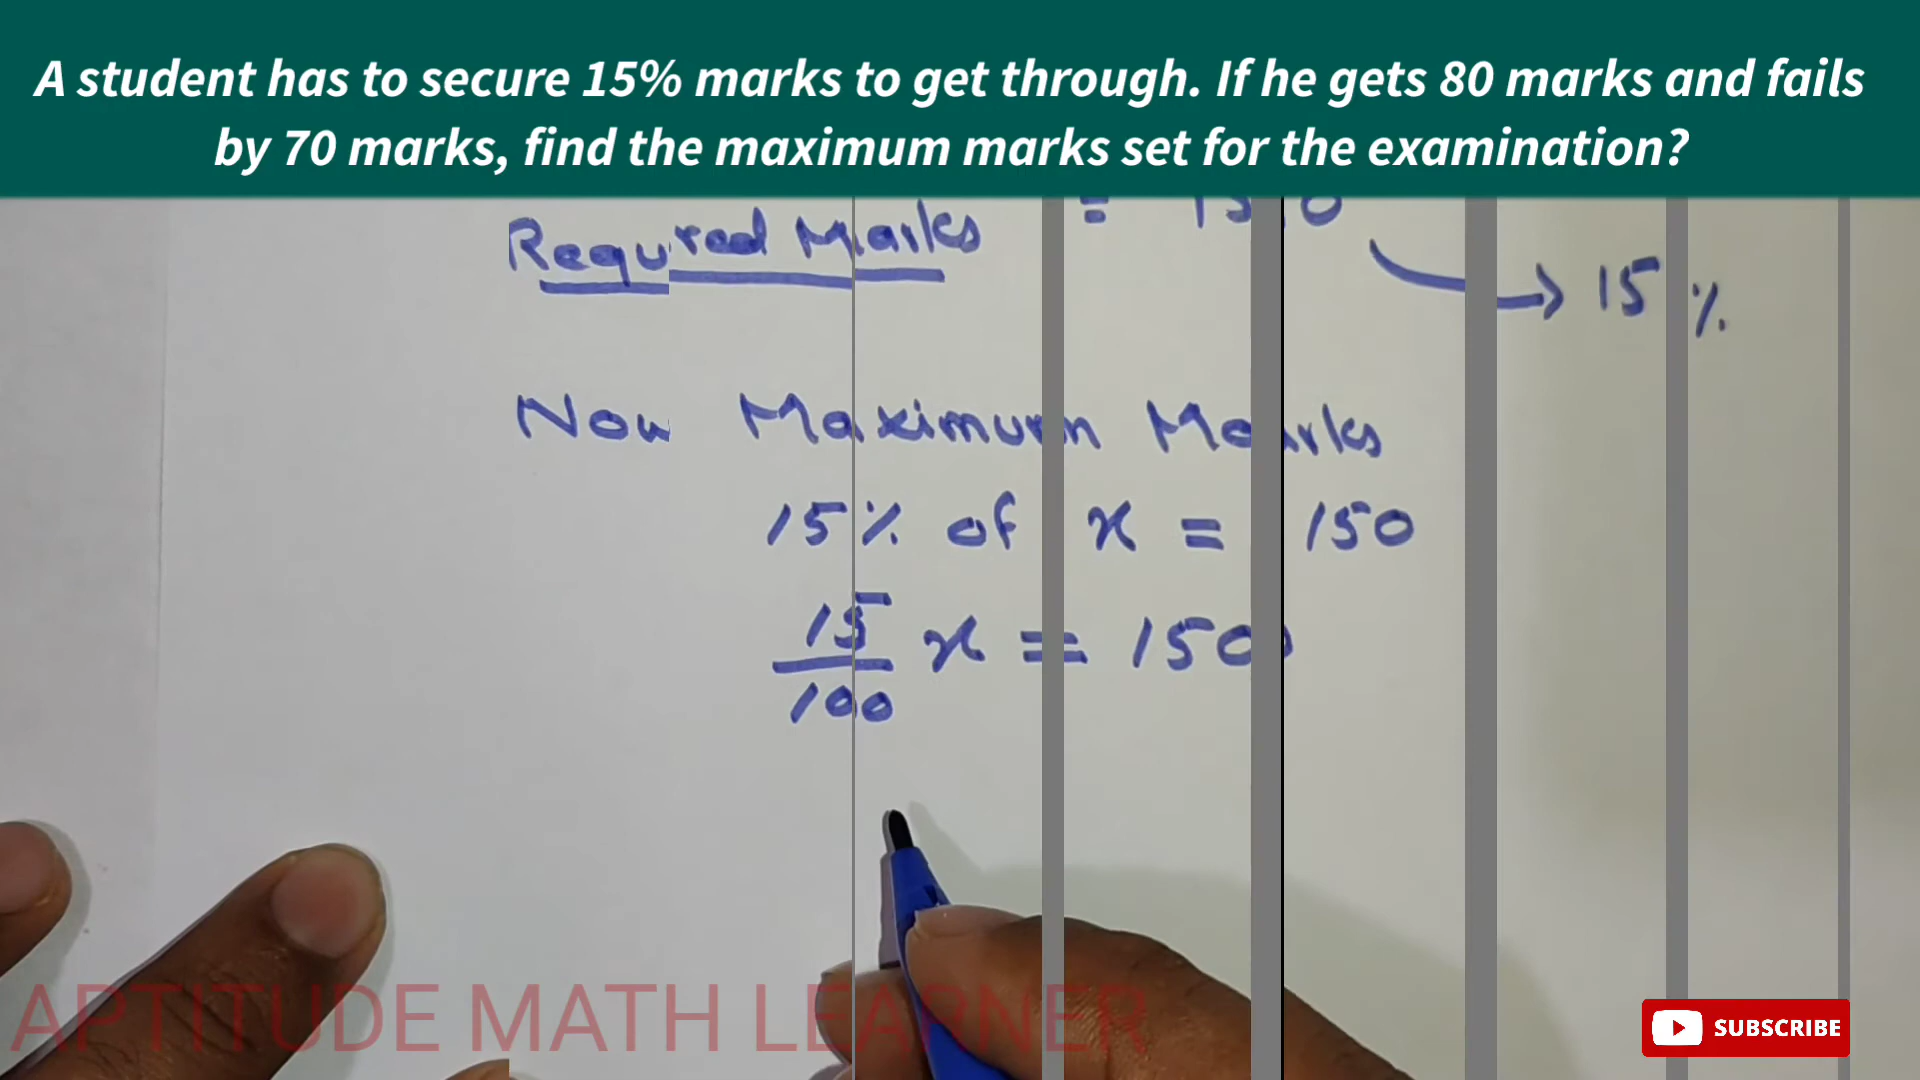 A student has to secure 15% marks to get through. If he gets 80 marks and fails
by 70 marks, find the maximum marks set for the examination?
Required Marks = 150
→ 15 %
Now Maximum Marks
15% of x = 150
15/100 x = 150
APTITUDE MATH LEARNER
SUBSCRIBE